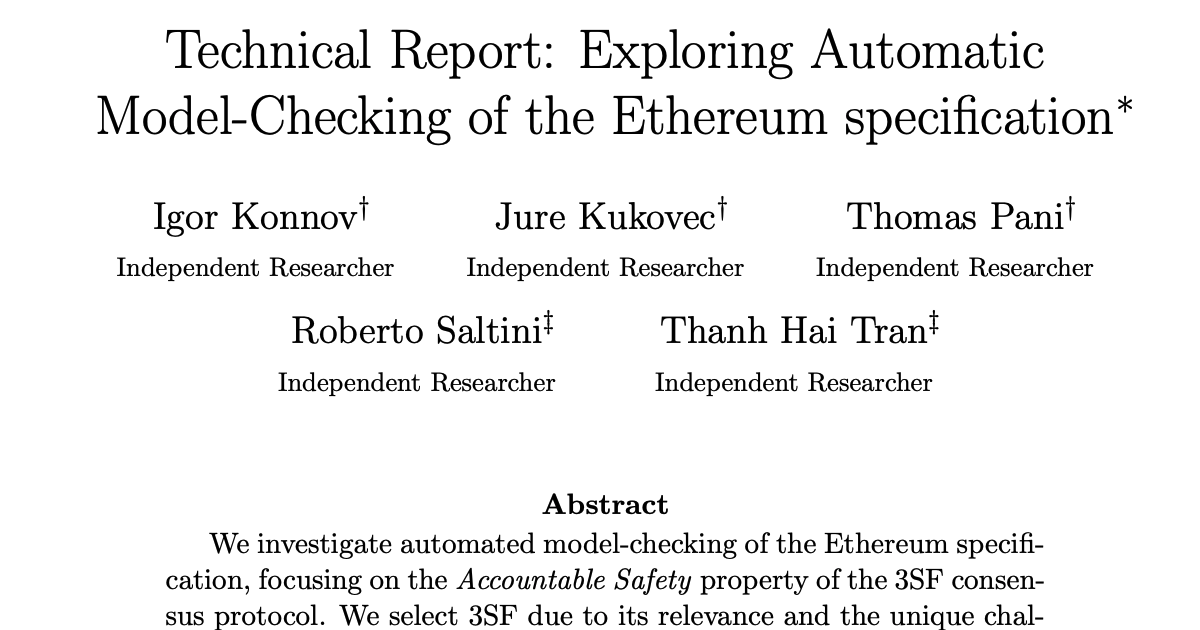 Technical Report: Exploring Automatic
Model-Checking of the Ethereum specification*
Igor Konnov† Jure Kukovec† Thomas Pani†
Independent Researcher Independent Researcher Independent Researcher
Roberto Saltini‡ Thanh Hai Tran‡
Independent Researcher Independent Researcher
Abstract
We investigate automated model-checking of the Ethereum specifi-
cation, focusing on the Accountable Safety property of the 3SF consen-
sus protocol. We select 3SF due to its relevance and the unique chal-